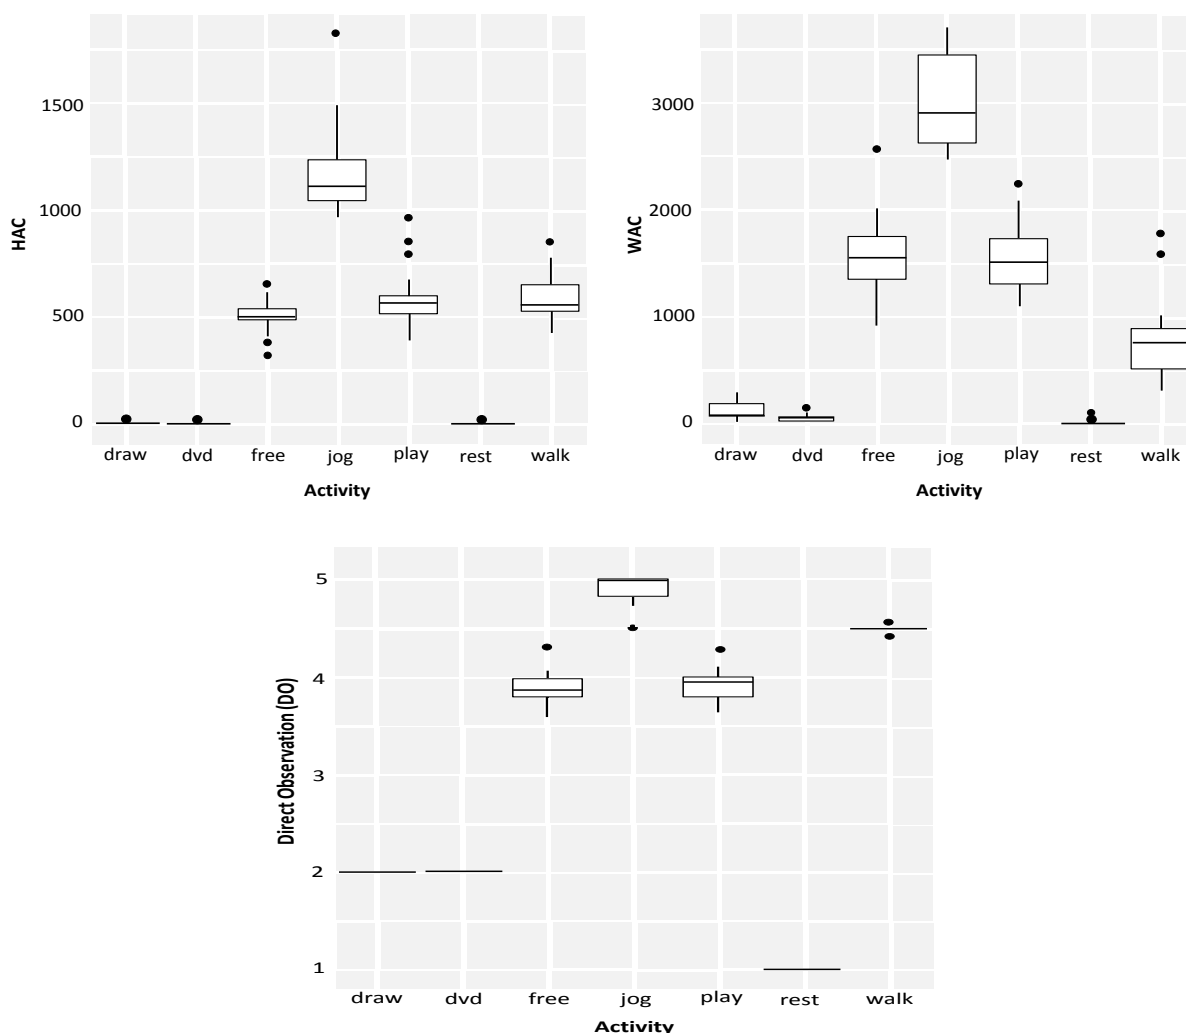 HAC
1500
1000
500
0
draw dvd free jog play rest walk
Activity
WAC
3000
2000
1000
0
draw dvd free jog play rest walk
Activity
Direct Observation (DO)
5
4
3
2
1
draw dvd free jog play rest walk
Activity